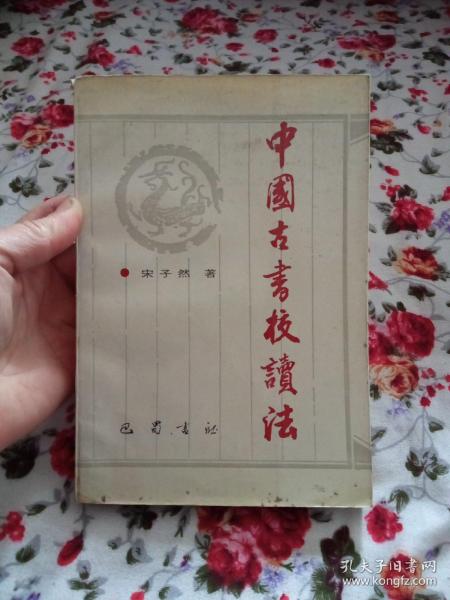 中國古書校讀法
宋子然 著
巴蜀書社
孔夫子旧书网
www.kongfz.com